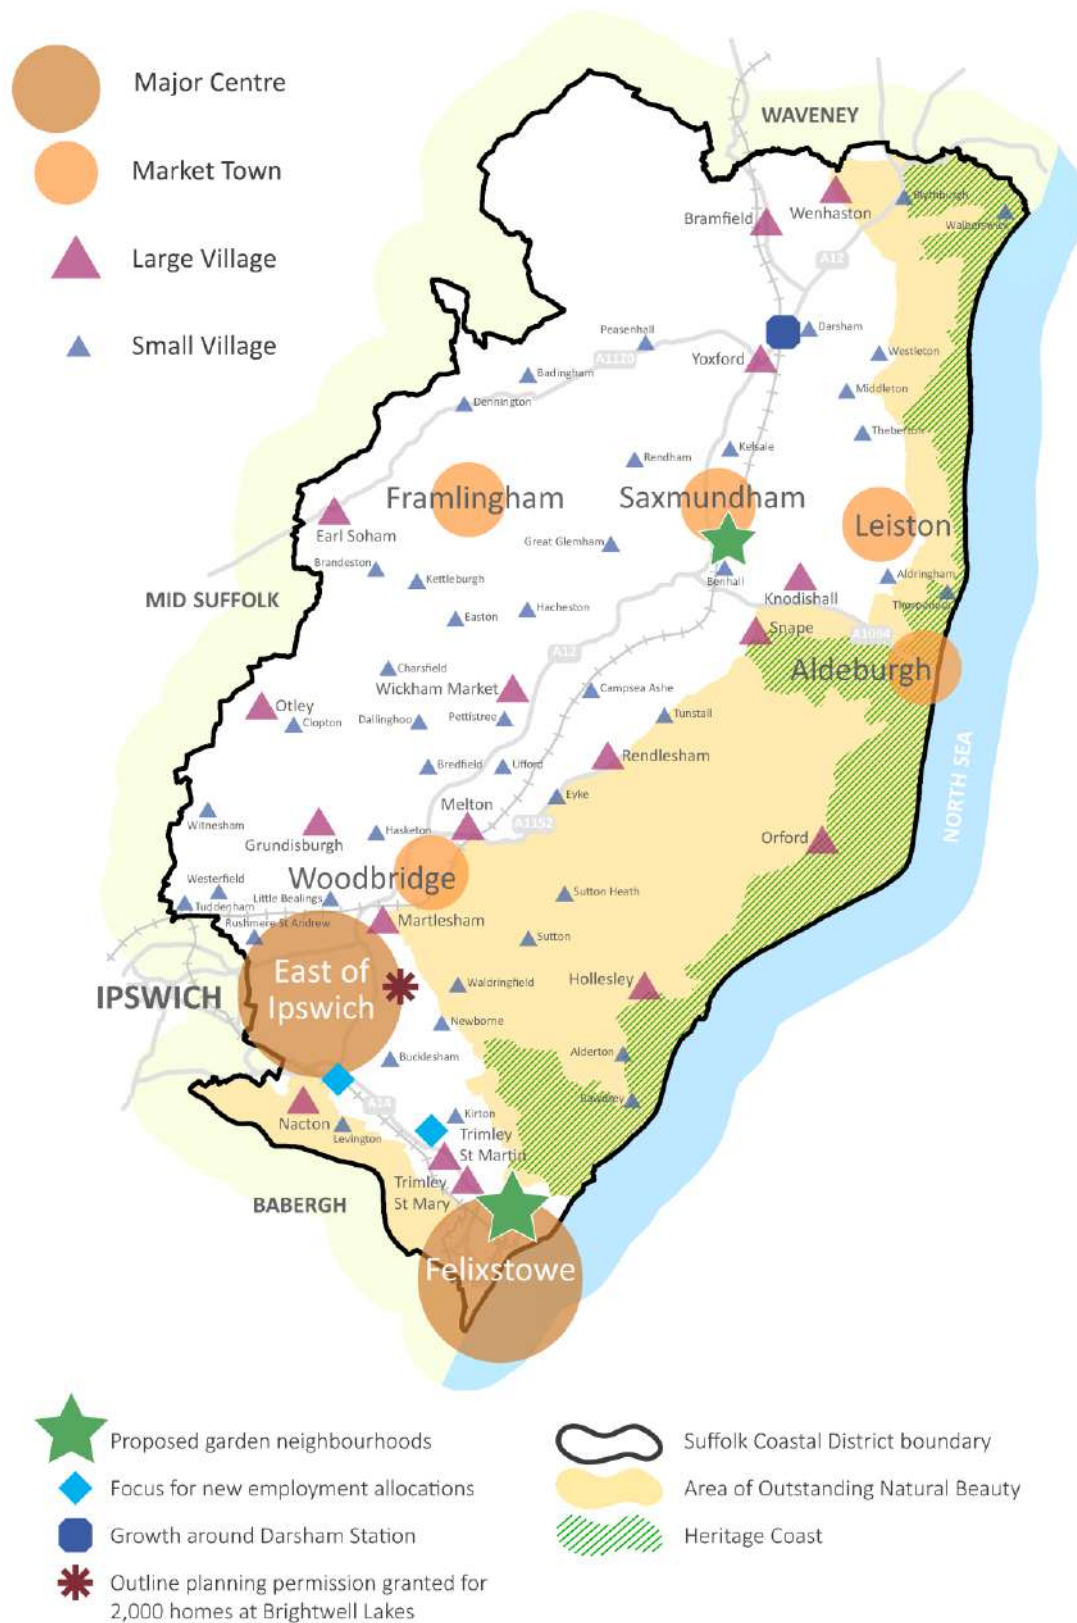 Major Centre
Market Town
Large Village
Small Village
WAVENEY
Wenhaston
Blythburgh
Walberswick
Bramfield
A12
Peasenhall
Darsham
A1120
Yoxford
Westleton
Badingham
Middleton
Dennington
Theberton
Kelsale
Rendham
Framlingham
Saxmundham
Leiston
Earl Soham
Great Glemham
Brandeston
Kettleburgh
Benhall
Aldringham
Knodishall
Thorpeness
MID SUFFOLK
Hacheston
Easton
Snape
A1094
A12
Charsfield
Aldeburgh
Wickham Market
Campsea Ashe
Otley
Clopton
Dallinghoo
Pettistree
Tunstall
NORTH SEA
Rendlesham
Bredfield
Ufford
Eyke
Melton
A1152
Witnesham
Hasketon
Grundisburgh
Orford
Woodbridge
Westerfield
Little Bealings
Tuddenham
Sutton Heath
Rushmere St Andrew
Martlesham
Sutton
East of
Ipswich
IPSWICH
Waldringfield
Hollesley
Newborne
Bucklesham
Alderton
A14
Bawdsey
Nacton
Levington
Kirton
Trimley
St Martin
Trimley
St Mary
BABERGH
Felixstowe
Proposed garden neighbourhoods
Focus for new employment allocations
Growth around Darsham Station
Outline planning permission granted for
2,000 homes at Brightwell Lakes
Suffolk Coastal District boundary
Area of Outstanding Natural Beauty
Heritage Coast